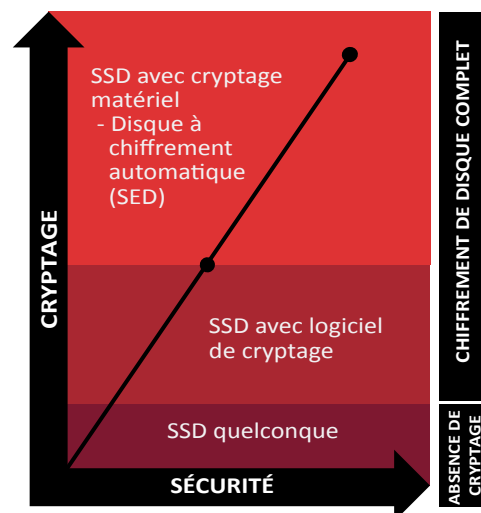 SSD avec cryptage
matériel
- Disque à
chiffrement
automatique
(SED)
SSD avec logiciel
de cryptage
SSD quelconque
CRYPTAGE
SÉCURITÉ
CHIFFREMENT DE DISQUE COMPLET
ABSENCE DE
CRYPTAGE